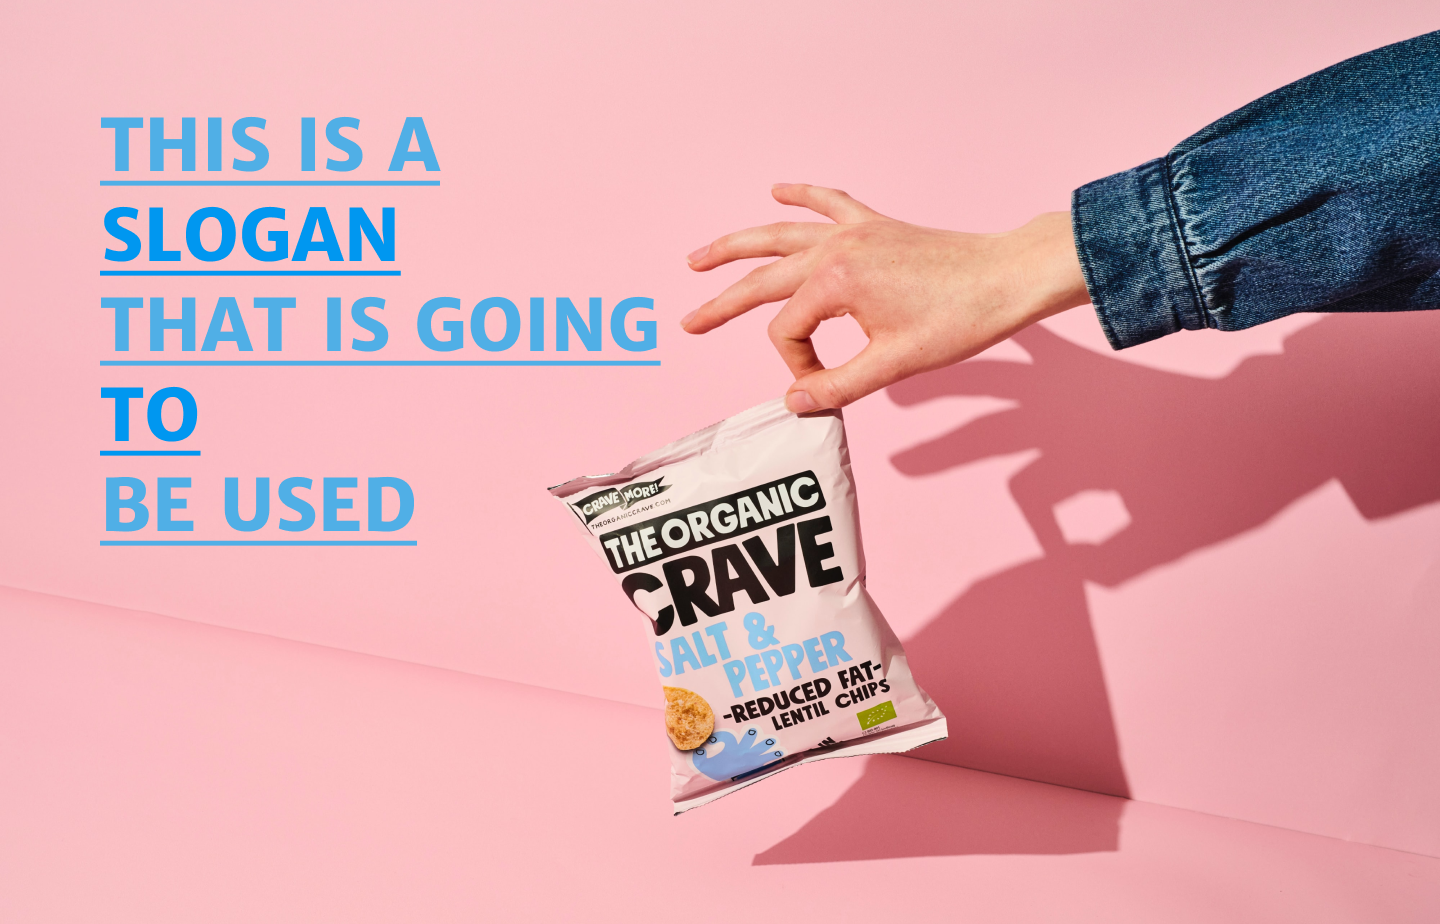 THIS IS A
SLOGAN
THAT IS GOING
TO
BE USED
CRAVE MORE!
THEORGANICCRAVE.COM
THE ORGANIC
CRAVE
SALT &
PEPPER
-REDUCED FAT-
LENTIL CHIPS